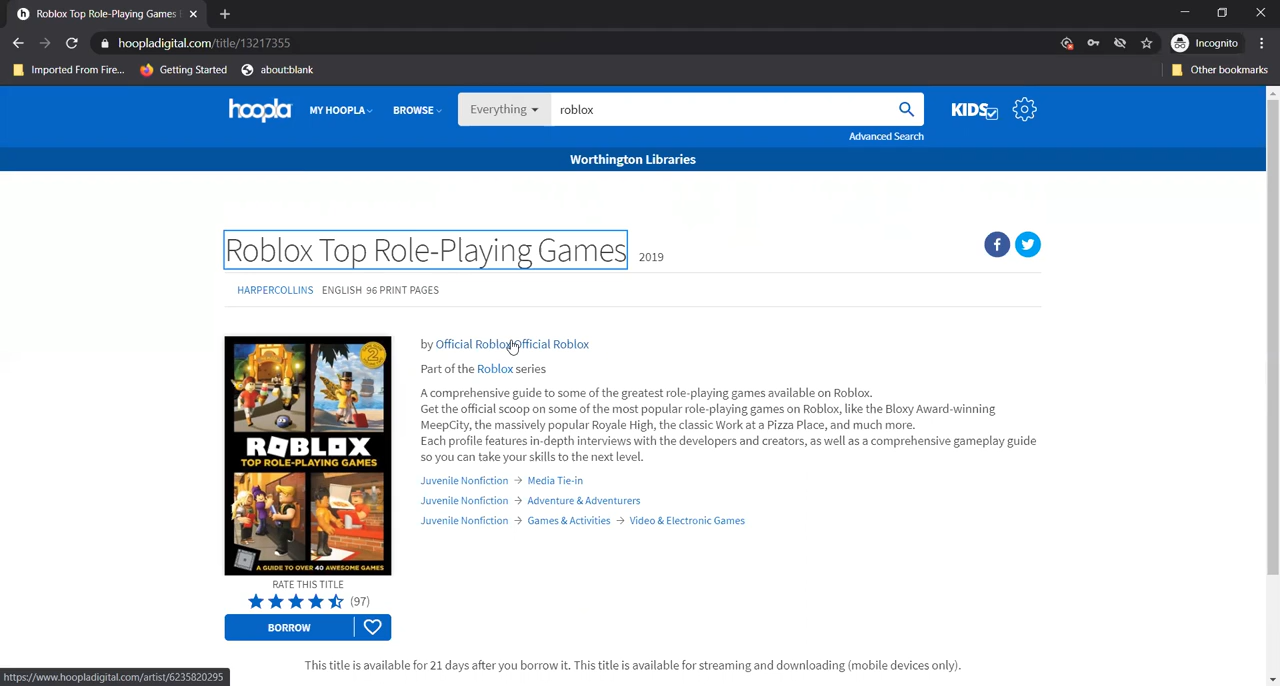 Roblox Top Role-Playing Games
hoopladigital.com/title/13217355
Incognito
Imported From Fire...
Getting Started
about:blank
Other bookmarks
hoopla
MY HOOPLA
BROWSE
Everything
roblox
KIDS
Advanced Search
Worthington Libraries
Roblox Top Role-Playing Games 2019
HARPERCOLLINS ENGLISH 96 PRINT PAGES
by Official Roblox, Official Roblox
Part of the Roblox series
A comprehensive guide to some of the greatest role-playing games available on Roblox.
Get the official scoop on some of the most popular role-playing games on Roblox, like the Bloxy Award-winning
MeepCity, the massively popular Royale High, the classic Work at a Pizza Place, and much more.
Each profile features in-depth interviews with the developers and creators, as well as a comprehensive gameplay guide
so you can take your skills to the next level.
Juvenile Nonfiction → Media Tie-in
Juvenile Nonfiction → Adventure & Adventurers
Juvenile Nonfiction → Games & Activities → Video & Electronic Games
2
ROBLOX
TOP ROLE-PLAYING GAMES
A GUIDE TO OVER 40 AWESOME GAMES
RATE THIS TITLE
(97)
BORROW
This title is available for 21 days after you borrow it. This title is available for streaming and downloading (mobile devices only).
https://www.hoopladigital.com/artist/6235820295